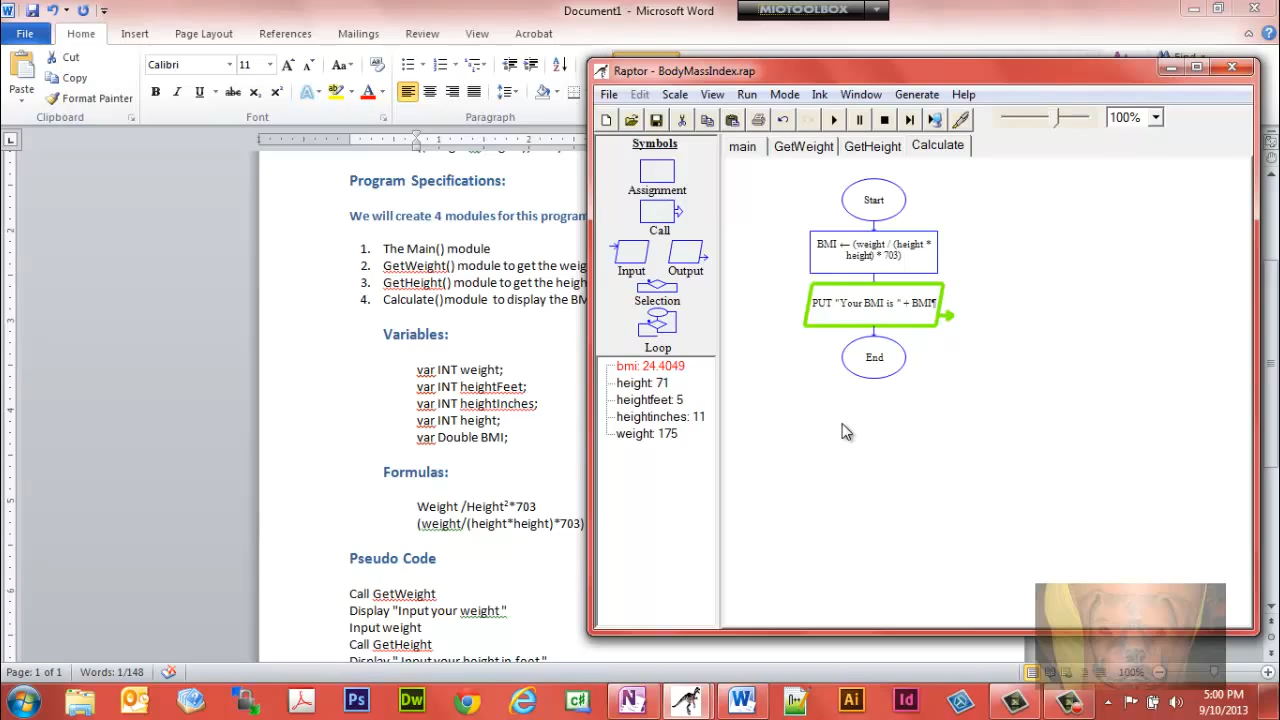 Document1 - Microsoft Word
MIOTOOLBOX
File Home Insert Page Layout References Mailings Review View Acrobat
Paste
Cut
Copy
Format Painter
Clipboard
Calibri 11
Font
Paragraph
Program Specifications:
We will create 4 modules for this program
1. The Main() module
2. GetWeight() module to get the weig
3. GetHeight() module to get the heigh
4. Calculate() module to display the BM
Variables:
var INT weight;
var INT heightFeet;
var INT heightInches;
var INT height;
var Double BMI;
Formulas:
Weight /Height²*703
(weight/(height*height)*703)
Pseudo Code
Call GetWeight
Display "Input your weight "
Input weight
Call GetHeight
Display " Input your height in feet "
Raptor - BodyMassIndex.rap
File Edit Scale View Run Mode Ink Window Generate Help
100%
Symbols
Assignment
Call
Input Output
Selection
Loop
bmi: 24.4049
height: 71
heightfeet: 5
heightinches: 11
weight: 175
main GetWeight GetHeight Calculate
Start
BMI ← (weight / (height *
height) * 703)
PUT "Your BMI is " + BMI¶
End
Page: 1 of 1 Words: 1/148
100%
5:00 PM
9/10/2013